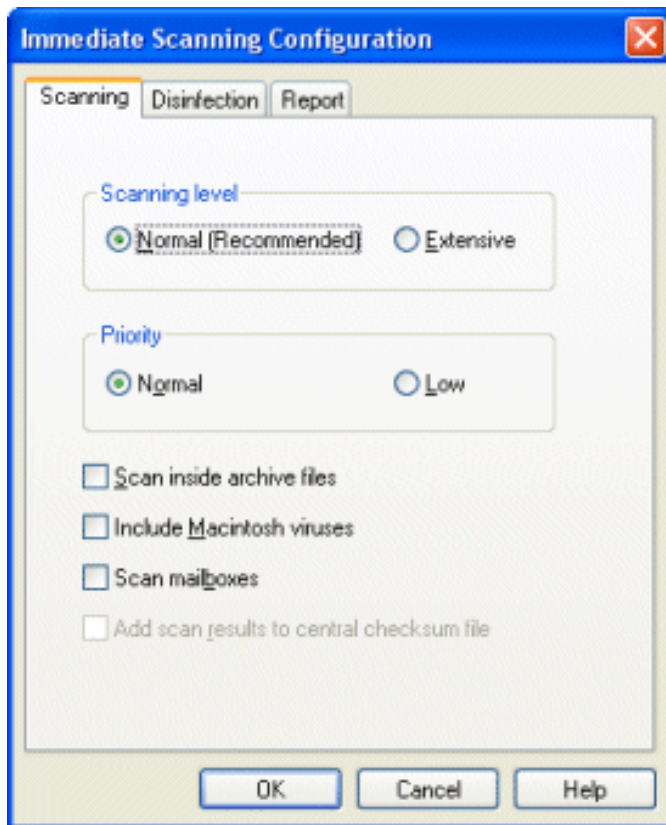 Immediate Scanning Configuration
Scanning Disinfection Report
Scanning level
Normal (Recommended) Extensive
Priority
Normal Low
Scan inside archive files
Include Macintosh viruses
Scan mailboxes
Add scan results to central checksum file
OK Cancel Help